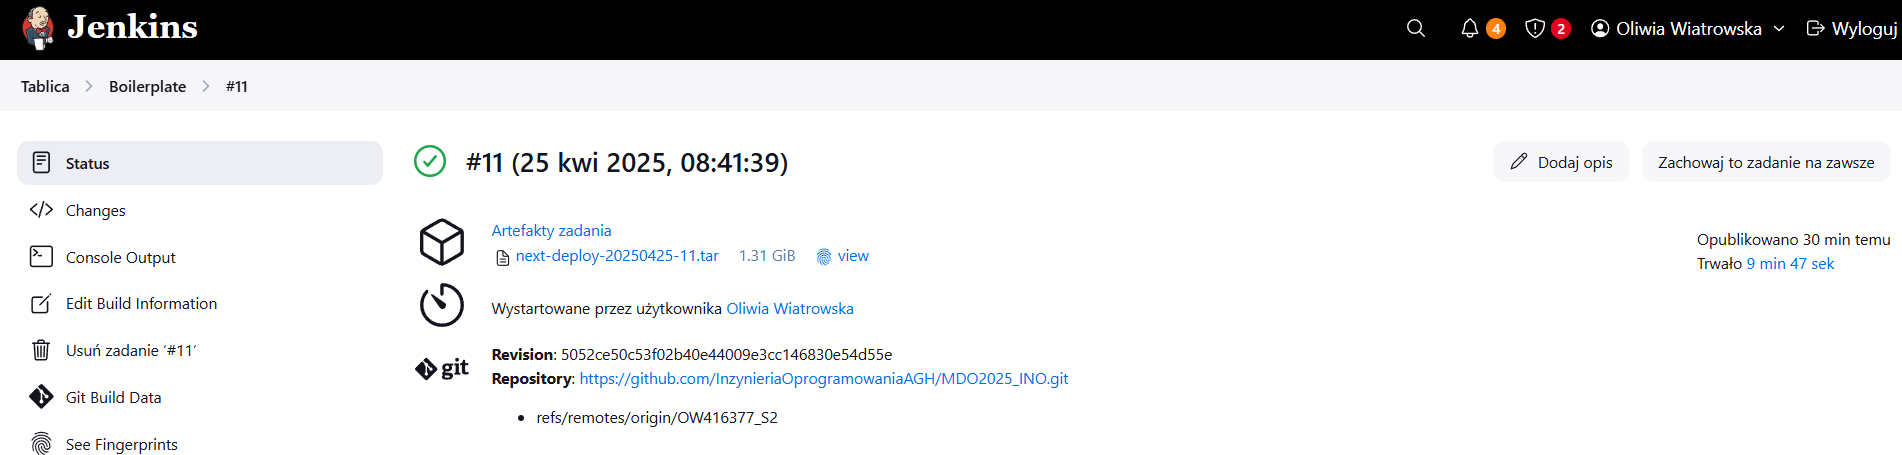 Jenkins
4
2
Oliwia Wiatrowska
Wyloguj
Tablica
Boilerplate
#11
Status
Changes
Console Output
Edit Build Information
Usuń zadanie ‘#11’
Git Build Data
See Fingerprints
#11 (25 kwi 2025, 08:41:39)
Dodaj opis
Zachowaj to zadanie na zawsze
Artefakty zadania
next-deploy-20250425-11.tar 1.31 GiB view
Opublikowano 30 min temu
Trwało 9 min 47 sek
Wystartowane przez użytkownika Oliwia Wiatrowska
git
Revision: 5052ce50c53f02b40e44009e3cc146830e54d55e
Repository: https://github.com/InzynieriaOprogramowaniaAGH/MDO2025_INO.git
• refs/remotes/origin/OW416377_S2